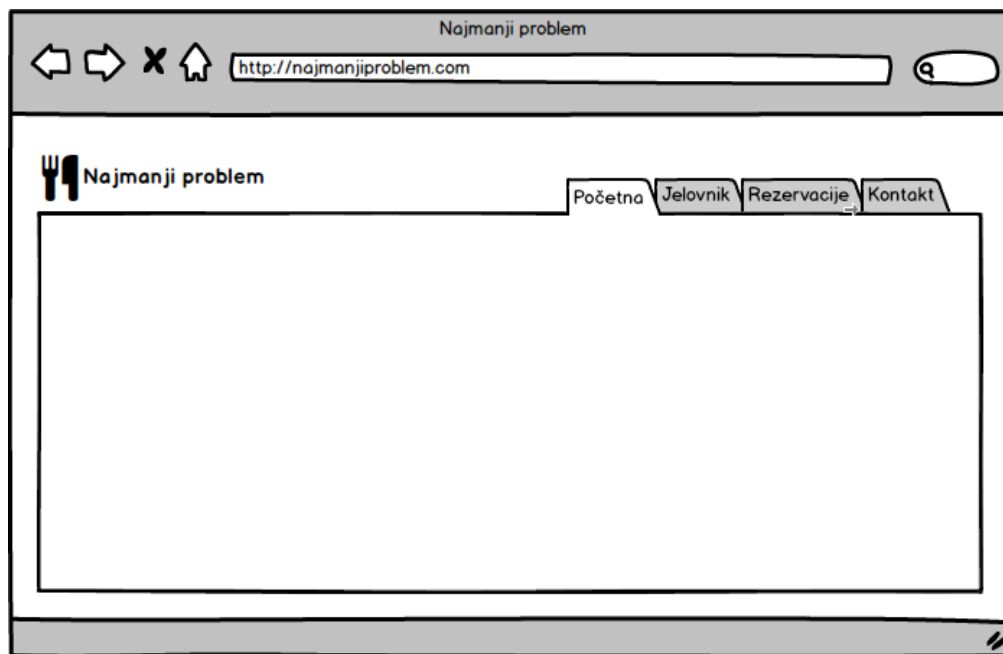 Najmanji problem
http://najmanjiproblem.com
Najmanji problem
Početna Jelovnik Rezervacije Kontakt